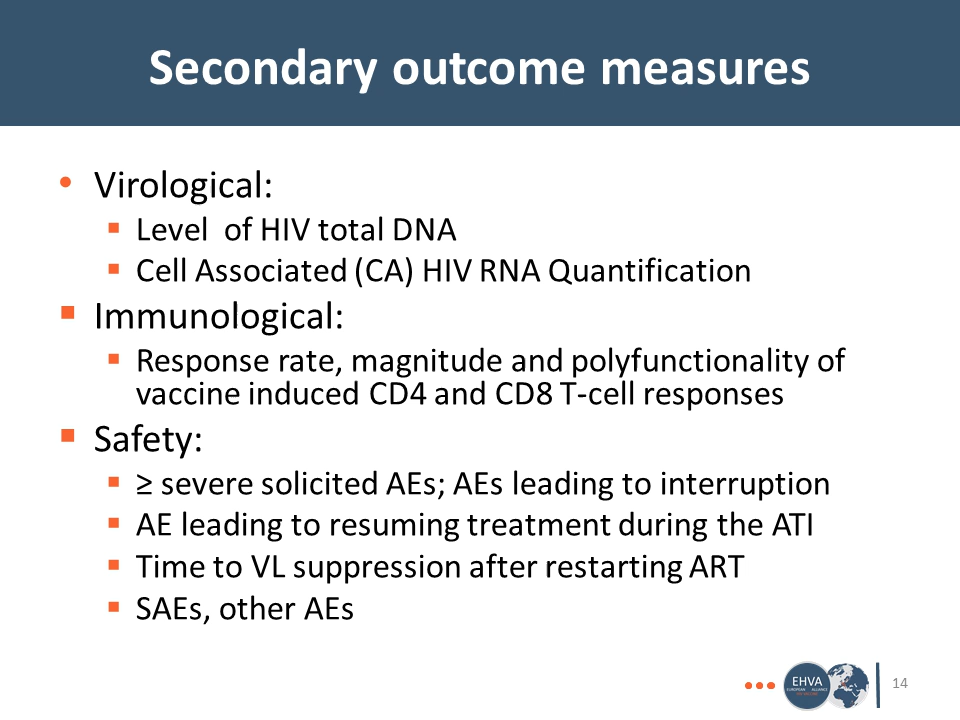 Secondary outcome measures
• Virological:
▪ Level  of HIV total DNA
▪ Cell Associated (CA) HIV RNA Quantification
▪ Immunological:
▪ Response rate, magnitude and polyfunctionality of
vaccine induced CD4 and CD8 T-cell responses
▪ Safety:
▪ ≥ severe solicited AEs; AEs leading to interruption
▪ AE leading to resuming treatment during the ATI
▪ Time to VL suppression after restarting ART
▪ SAEs, other AEs
EHVA
EUROPEAN ALLIANCE
14